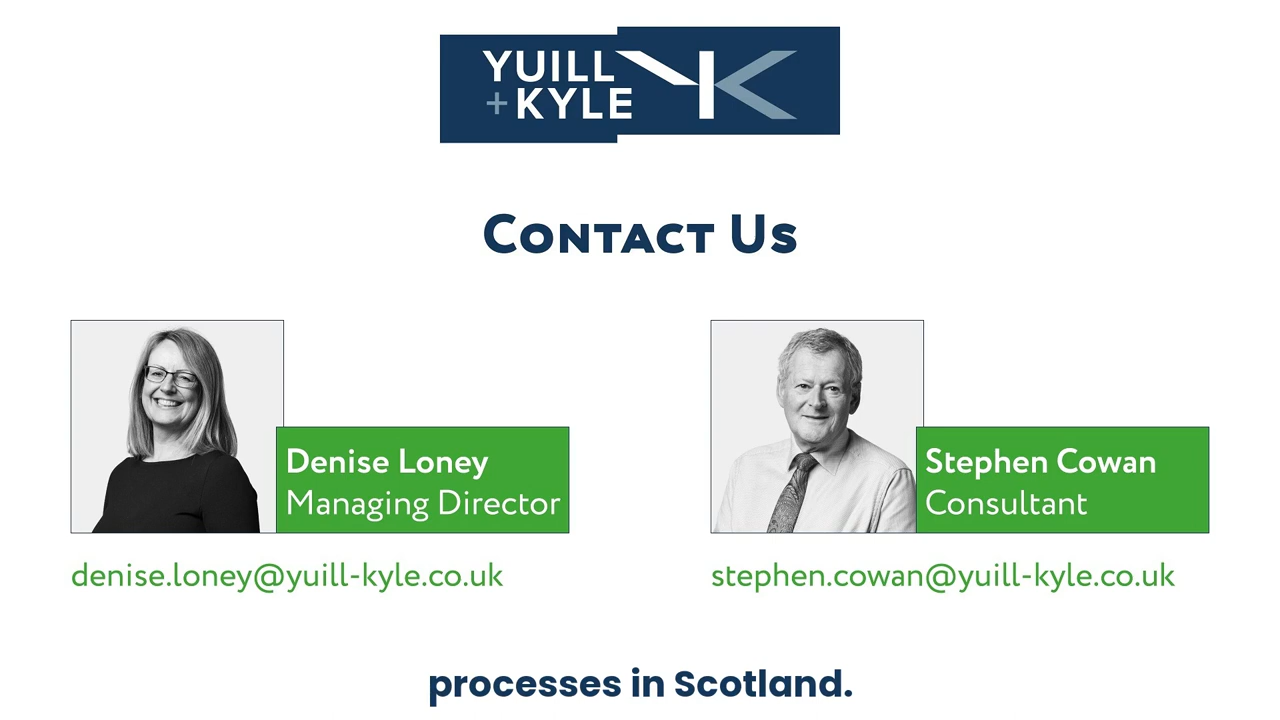 YUILL
+KYLE
YK
Contact Us
Denise Loney
Managing Director
denise.loney@yuill-kyle.co.uk
Stephen Cowan
Consultant
stephen.cowan@yuill-kyle.co.uk
processes in Scotland.